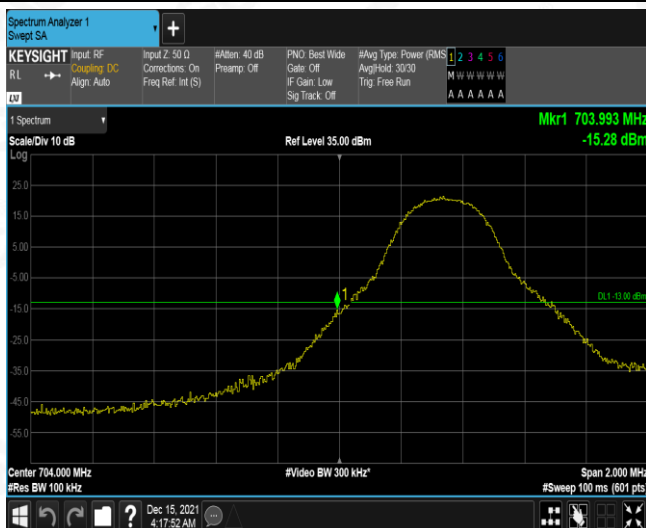 Spectrum Analyzer 1
Swept SA
+
KEYSIGHT
RL
LXI
Input: RF
Coupling: DC
Align: Auto
Input Z: 50 Ω
Corrections: On
Freq Ref: Int (S)
#Atten: 40 dB
Preamp: Off
PNO: Best Wide
Gate: Off
IF Gain: Low
Sig Track: Off
#Avg Type: Power (RMS
Avg|Hold: 30/30
Trig: Free Run
1 2 3 4 5 6
M W W W W W
A A A A A A
1 Spectrum
Scale/Div 10 dB
Log
Ref Level 35.00 dBm
Mkr1 703.993 MHz
-15.28 dBm
25.0
15.0
5.00
-5.00
-15.0
-25.0
-35.0
-45.0
-55.0
1
DL1 -13.00 dBm
Center 704.000 MHz
#Res BW 100 kHz
#Video BW 300 kHz*
Span 2.000 MHz
#Sweep 100 ms (601 pts)
?
Dec 15, 2021
4:17:52 AM